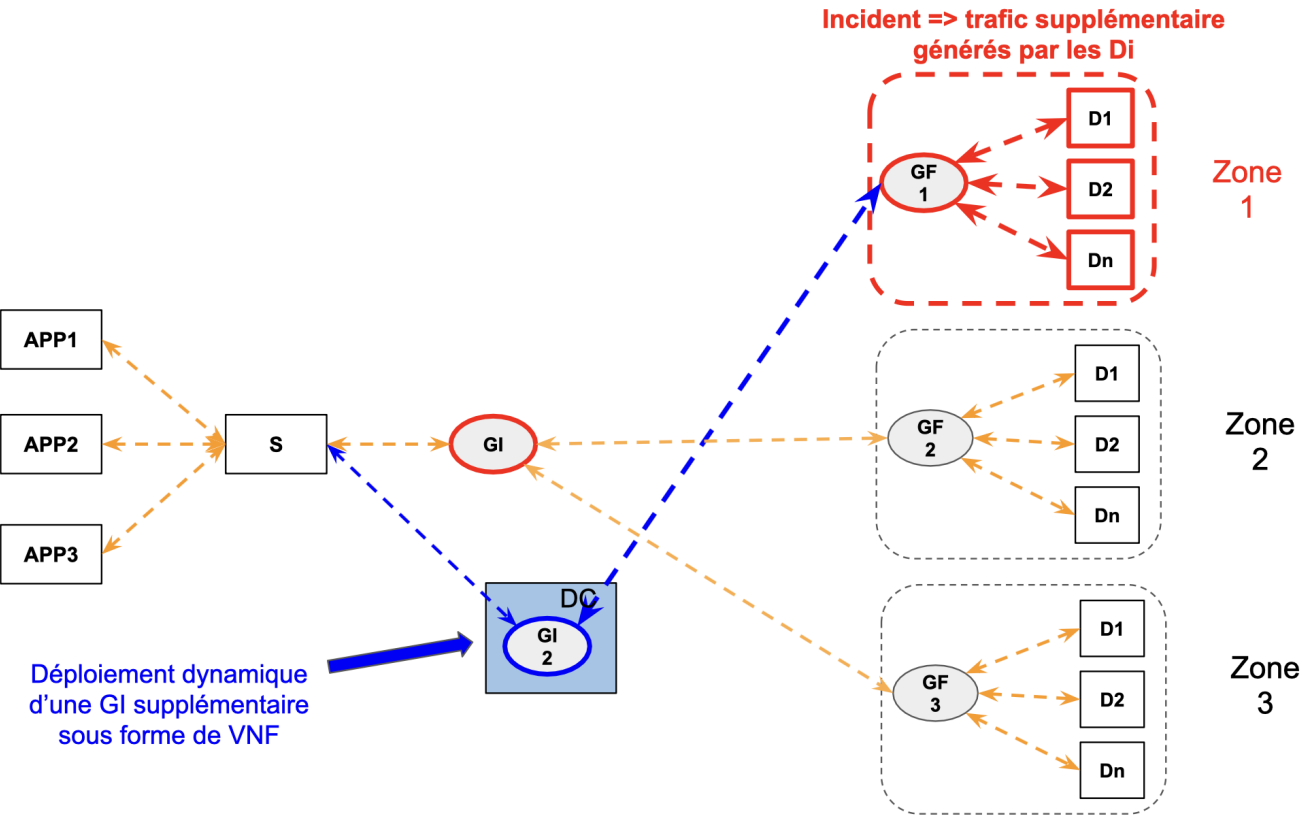 Incident => trafic supplémentaire
générés par les Di
D1
GF
1
D2
Dn
Zone
1
APP1
APP2
APP3
S
GI
D1
GF
2
D2
Dn
Zone
2
DC
GI
2
Déploiement dynamique
d'une GI supplémentaire
sous forme de VNF
D1
GF
3
D2
Dn
Zone
3